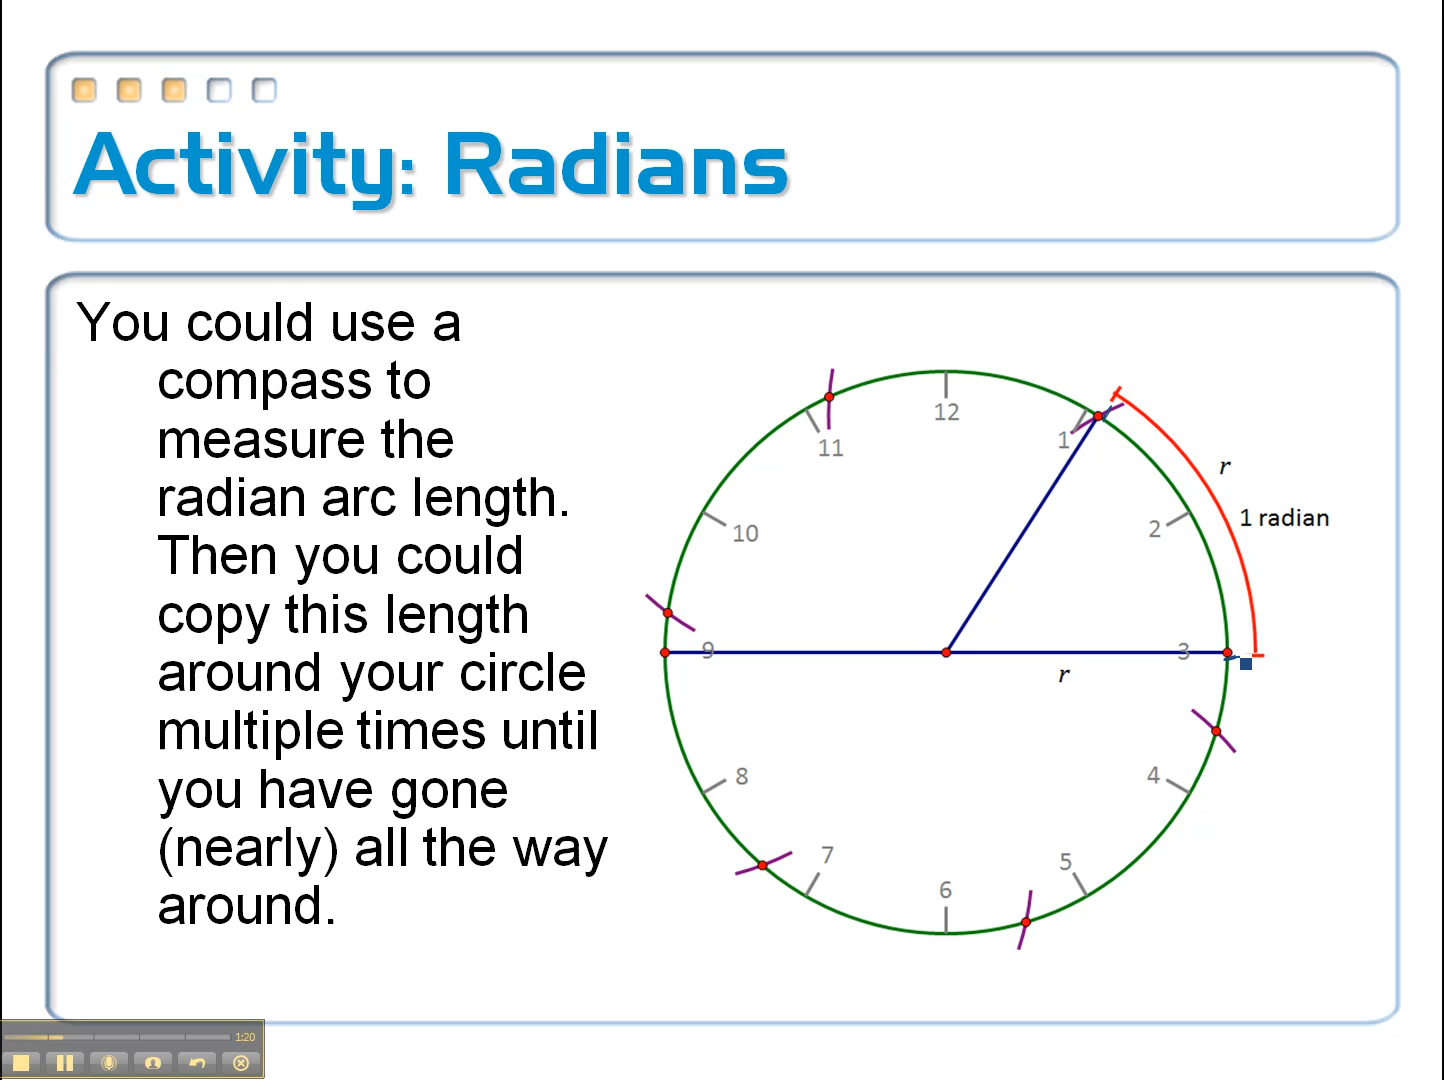 Activity: Radians
You could use a
compass to
measure the
radian arc length.
Then you could
copy this length
around your circle
multiple times until
you have gone
(nearly) all the way
around.
12
11
1
10
2
9
3
8
4
7
5
6
r
1 radian
r
1:20